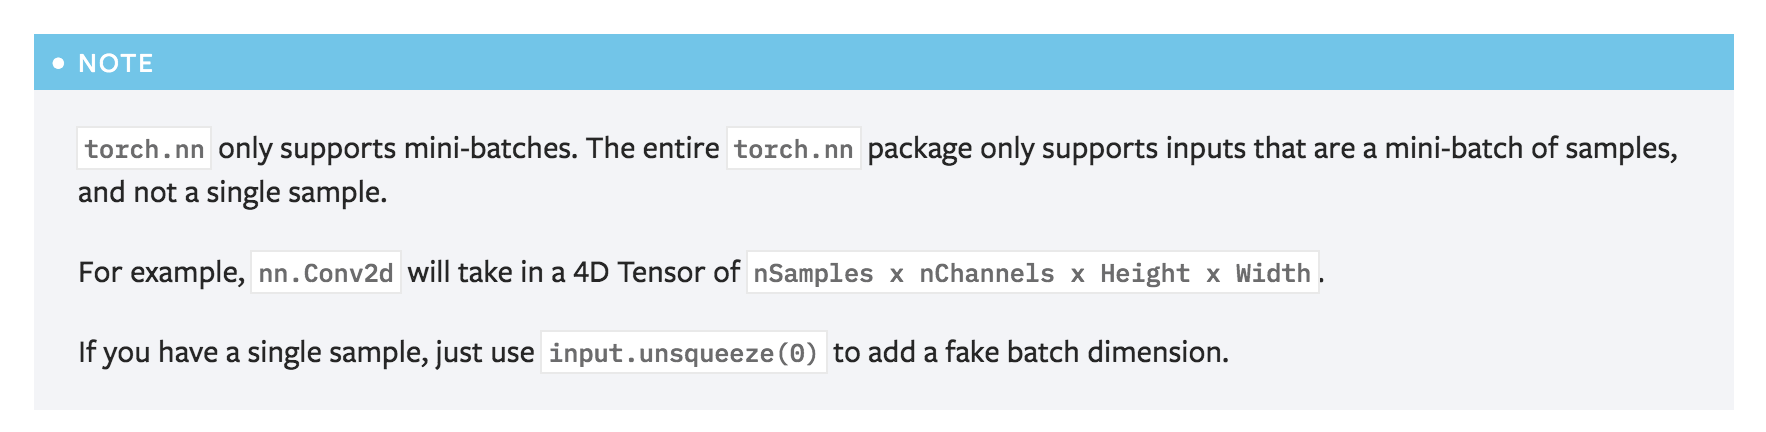 NOTE
torch.nn only supports mini-batches. The entire torch.nn package only supports inputs that are a mini-batch of samples,
and not a single sample.
For example, nn.Conv2d will take in a 4D Tensor of nSamples x nChannels x Height x Width.
If you have a single sample, just use input.unsqueeze(0) to add a fake batch dimension.